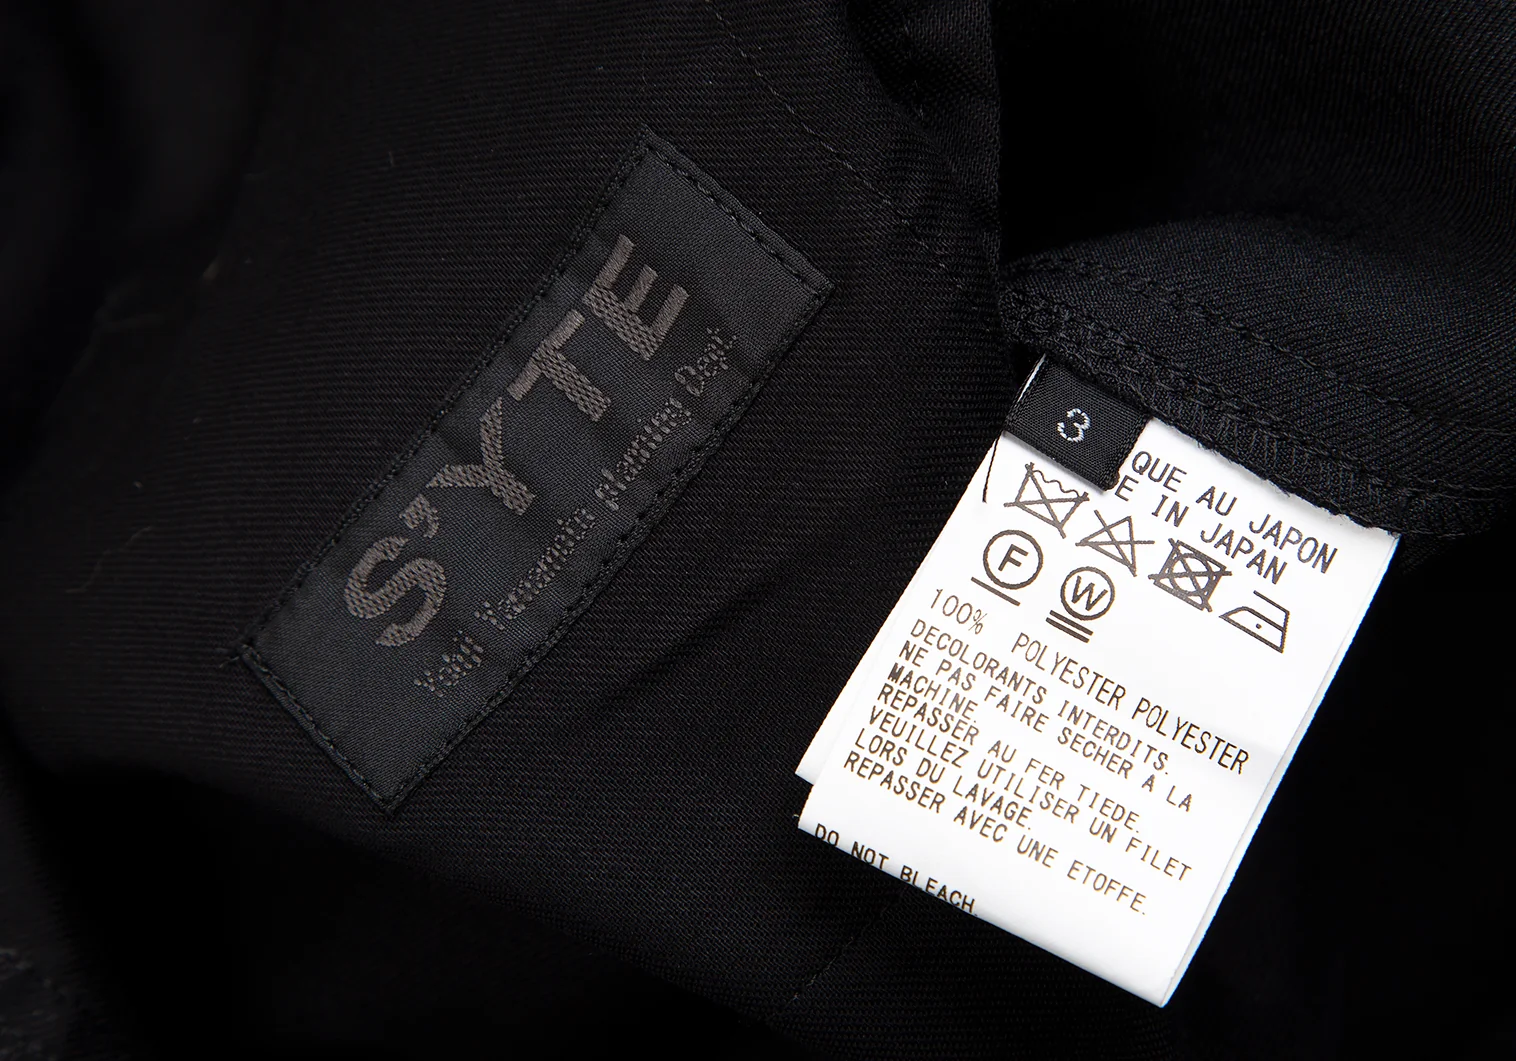 S'YTE
Yohji Yamamoto planning Dept.
3
QUE AU JAPON
E IN JAPAN
F
W
100% POLYESTER POLYESTER
DECOLORANTS INTERDITS.
NE PAS FAIRE SECHER A LA
MACHINE.
REPASSER AU FER TIEDE.
VEUILLEZ UTILISER UN FILET
LORS DU LAVAGE.
REPASSER AVEC UNE ETOFFE.
DO NOT BLEACH.